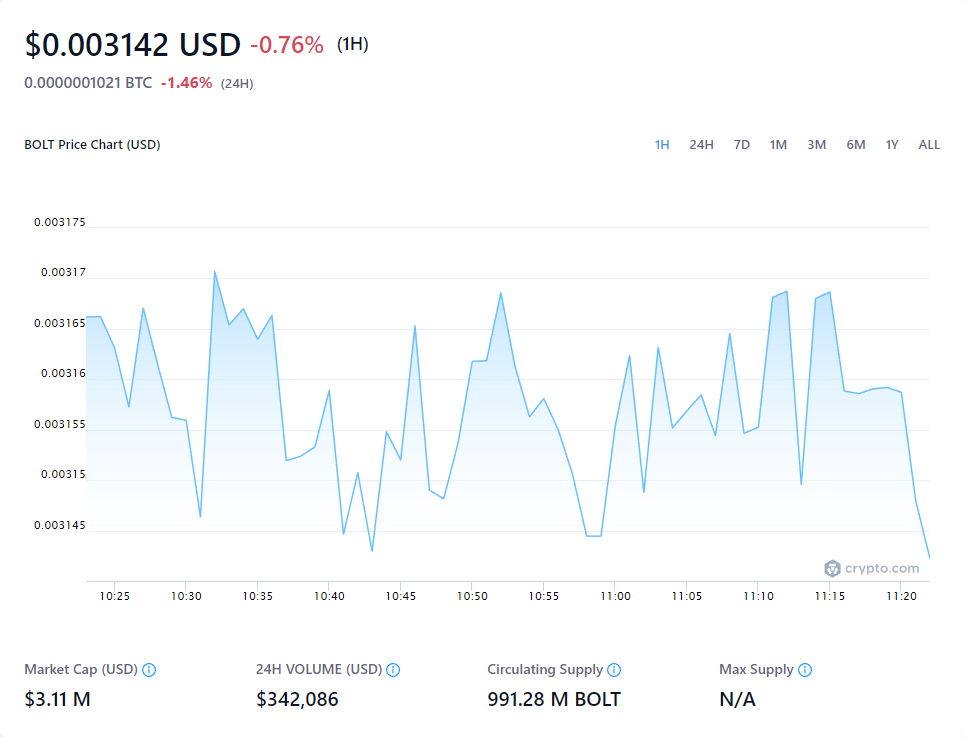 $0.003142 USD -0.76% (1H)
0.0000001021 BTC -1.46% (24H)
BOLT Price Chart (USD) 1H 24H 7D 1M 3M 6M 1Y ALL
0.003175
0.00317
0.003165
0.00316
0.003155
0.00315
0.003145
crypto.com
10:25 10:30 10:35 10:40 10:45 10:50 10:55 11:00 11:05 11:10 11:15 11:20
Market Cap (USD) 24H VOLUME (USD) Circulating Supply Max Supply
$3.11 M $342,086 991.28 M BOLT N/A